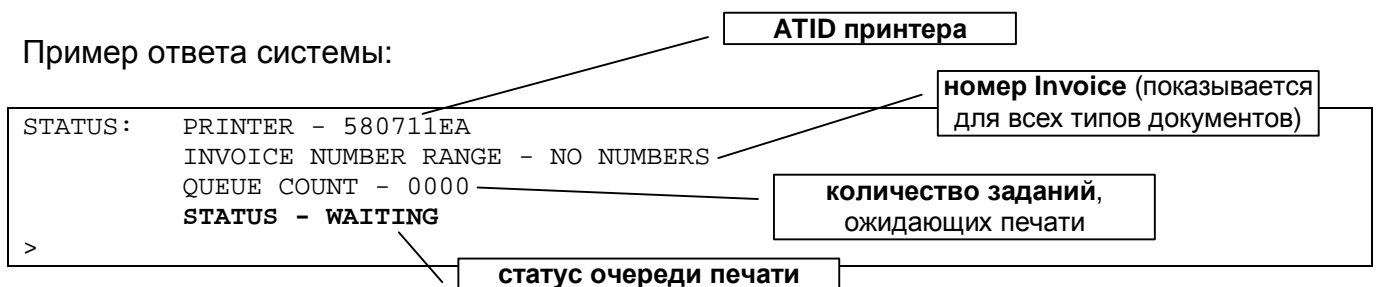 ATID принтера
Пример ответа системы:
номер Invoice (показывается
для всех типов документов)
STATUS: PRINTER - 580711EA
INVOICE NUMBER RANGE - NO NUMBERS
QUEUE COUNT - 0000
количество заданий,
ожидающих печати
STATUS - WAITING
>
статус очереди печати